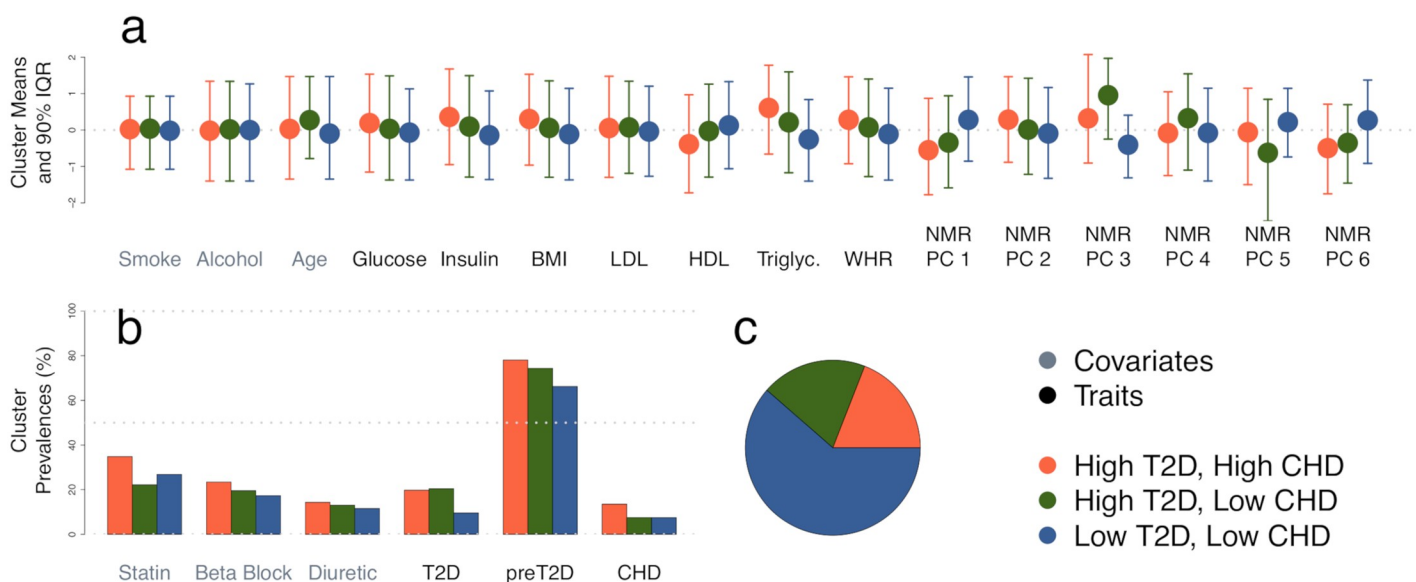 a
Cluster Means
and 90% IQR
2
1
0
-1
-2
Smoke
Alcohol
Age
Glucose
Insulin
BMI
LDL
HDL
Triglyc.
WHR
NMR
PC 1
NMR
PC 2
NMR
PC 3
NMR
PC 4
NMR
PC 5
NMR
PC 6
b
Cluster
Prevalences (%)
100
80
60
40
20
0
Statin
Beta Block
Diuretic
T2D
preT2D
CHD
c
Covariates
Traits
High T2D, High CHD
High T2D, Low CHD
Low T2D, Low CHD